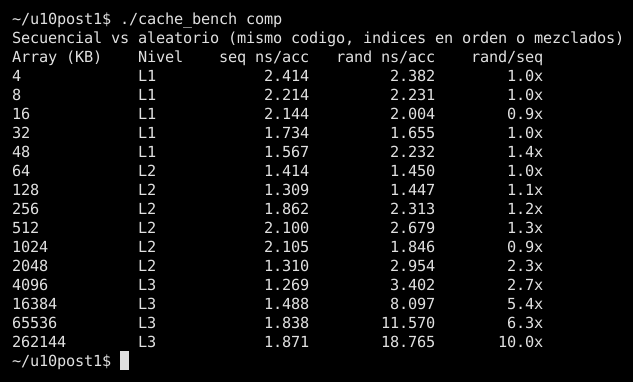 ~/u10post1$ ./cache_bench comp
Secuencial vs aleatorio (mismo codigo, indices en orden o mezclados)
Array (KB)    Nivel    seq ns/acc   rand ns/acc    rand/seq
4             L1            2.414         2.382        1.0x
8             L1            2.214         2.231        1.0x
16            L1            2.144         2.004        0.9x
32            L1            1.734         1.655        1.0x
48            L1            1.567         2.232        1.4x
64            L2            1.414         1.450        1.0x
128           L2            1.309         1.447        1.1x
256           L2            1.862         2.313        1.2x
512           L2            2.100         2.679        1.3x
1024          L2            2.105         1.846        0.9x
2048          L2            1.310         2.954        2.3x
4096          L3            1.269         3.402        2.7x
16384         L3            1.488         8.097        5.4x
65536         L3            1.838        11.570        6.3x
262144        L3            1.871        18.765       10.0x
~/u10post1$